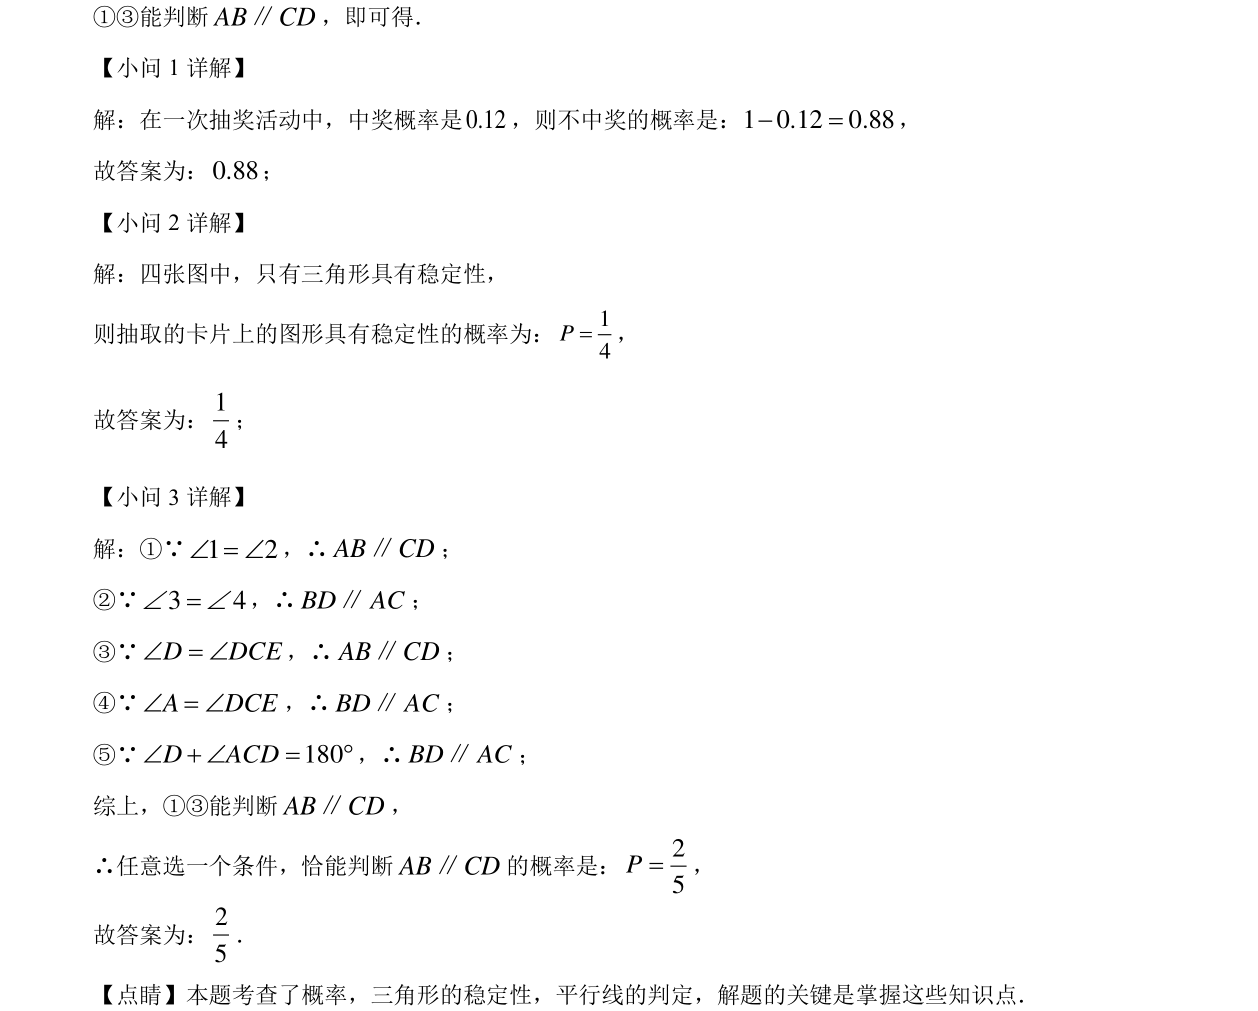 ①③能判断 AB∥CD，即可得．
【小问 1 详解】
解：在一次抽奖活动中，中奖概率是0.12，则不中奖的概率是：1−0.12=0.88，
故答案为：0.88；
【小问 2 详解】
解：四张图中，只有三角形具有稳定性，
则抽取的卡片上的图形具有稳定性的概率为：P=1/4，
故答案为：1/4；
【小问 3 详解】
解：①∵∠1=∠2，∴AB∥CD；
②∵∠3=∠4，∴BD∥AC；
③∵∠D=∠DCE，∴AB∥CD；
④∵∠A=∠DCE，∴BD∥AC；
⑤∵∠D+∠ACD=180°，∴BD∥AC；
综上，①③能判断 AB∥CD，
∴任意选一个条件，恰能判断 AB∥CD 的概率是：P=2/5，
故答案为：2/5．
【点睛】本题考查了概率，三角形的稳定性，平行线的判定，解题的关键是掌握这些知识点．